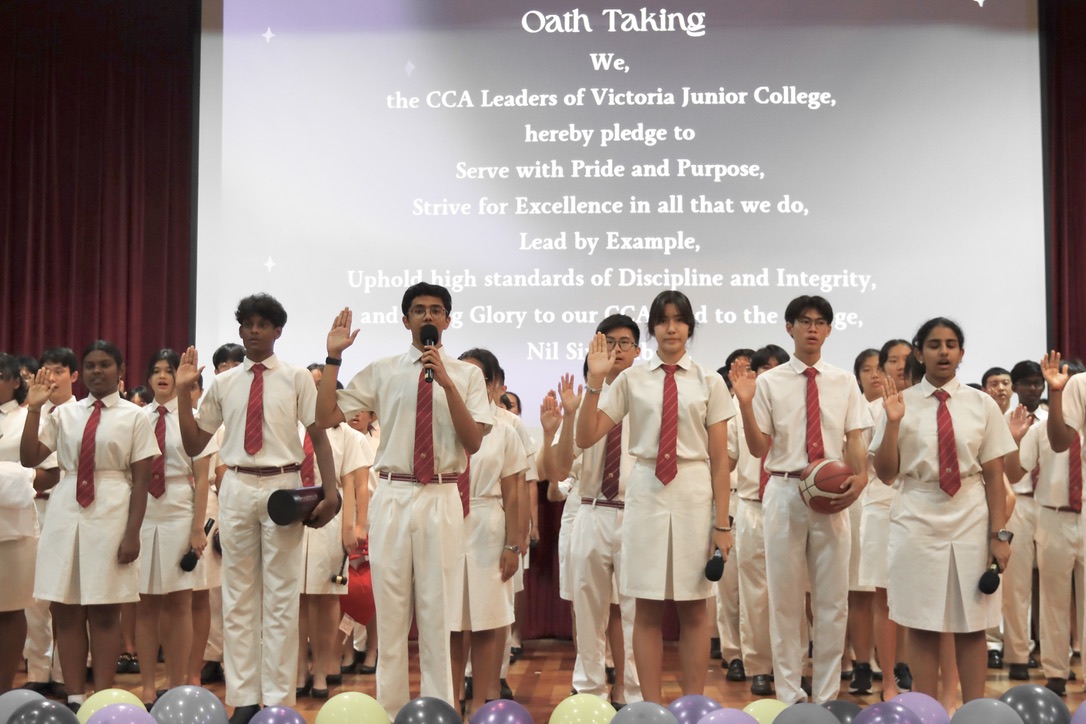 Oath Taking
We,
the CCA Leaders of Victoria Junior College,
hereby pledge to
Serve with Pride and Purpose,
Strive for Excellence in all that we do,
Lead by Example,
Uphold high standards of Discipline and Integrity,
and Glory to our CCA to the
Nil